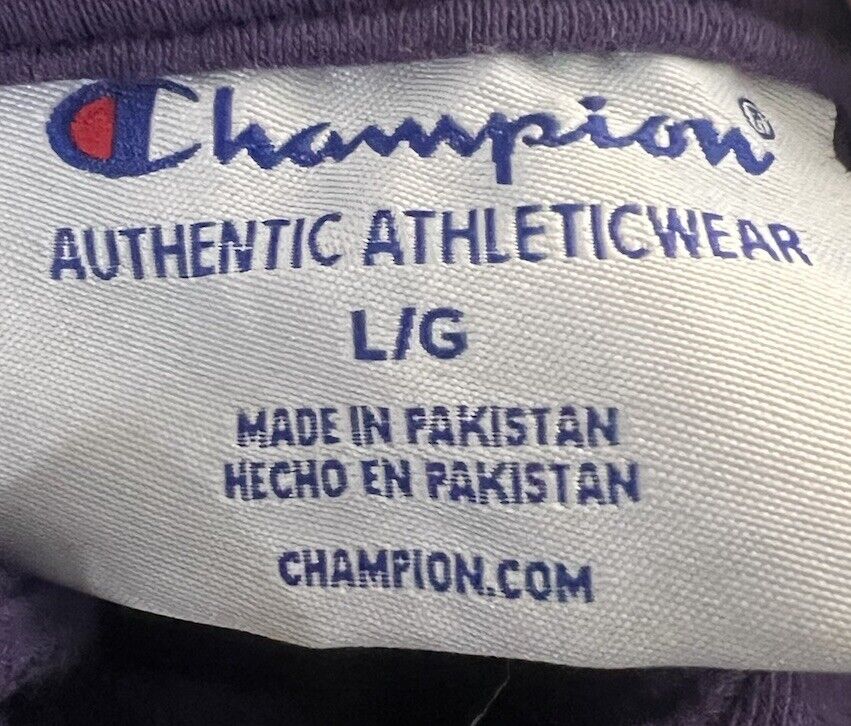 Champion®
AUTHENTIC ATHLETICWEAR
L/G
MADE IN PAKISTAN
HECHO EN PAKISTAN
CHAMPION.COM